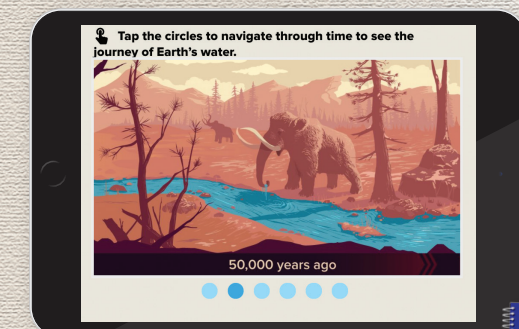 Tap the circles to navigate through time to see the
journey of Earth's water.
50,000 years ago